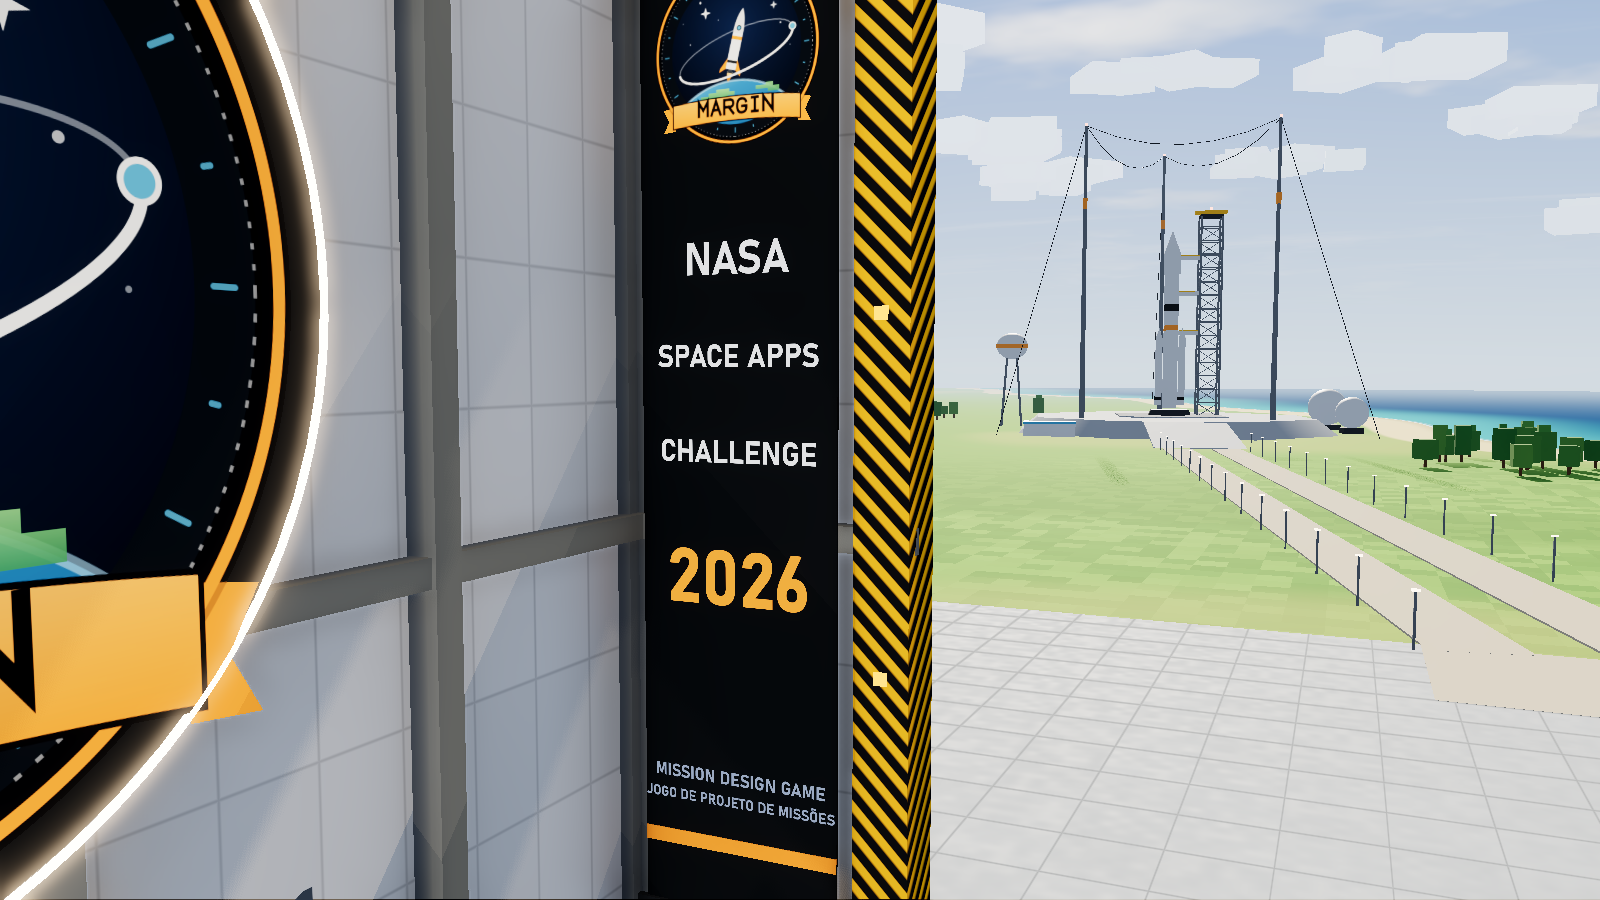 MARGIN
NASA
SPACE APPS
CHALLENGE
2026
MISSION DESIGN GAME
JOGO DE PROJETO DE MISSÕES